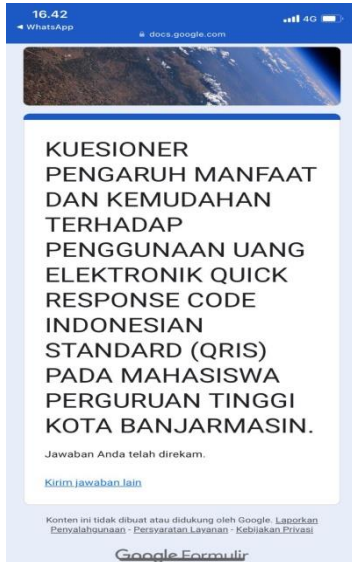 16.42
4G
◄ WhatsApp
docs.google.com
KUESIONER
PENGARUH MANFAAT
DAN KEMUDAHAN
TERHADAP
PENGGUNAAN UANG
ELEKTRONIK QUICK
RESPONSE CODE
INDONESIAN
STANDARD (QRIS)
PADA MAHASISWA
PERGURUAN TINGGI
KOTA BANJARMASIN.
Jawaban Anda telah direkam.
Kirim jawaban lain
Konten ini tidak dibuat atau didukung oleh Google. Laporkan
Penyalahgunaan - Persyaratan Layanan - Kebijakan Privasi
Google Formulir